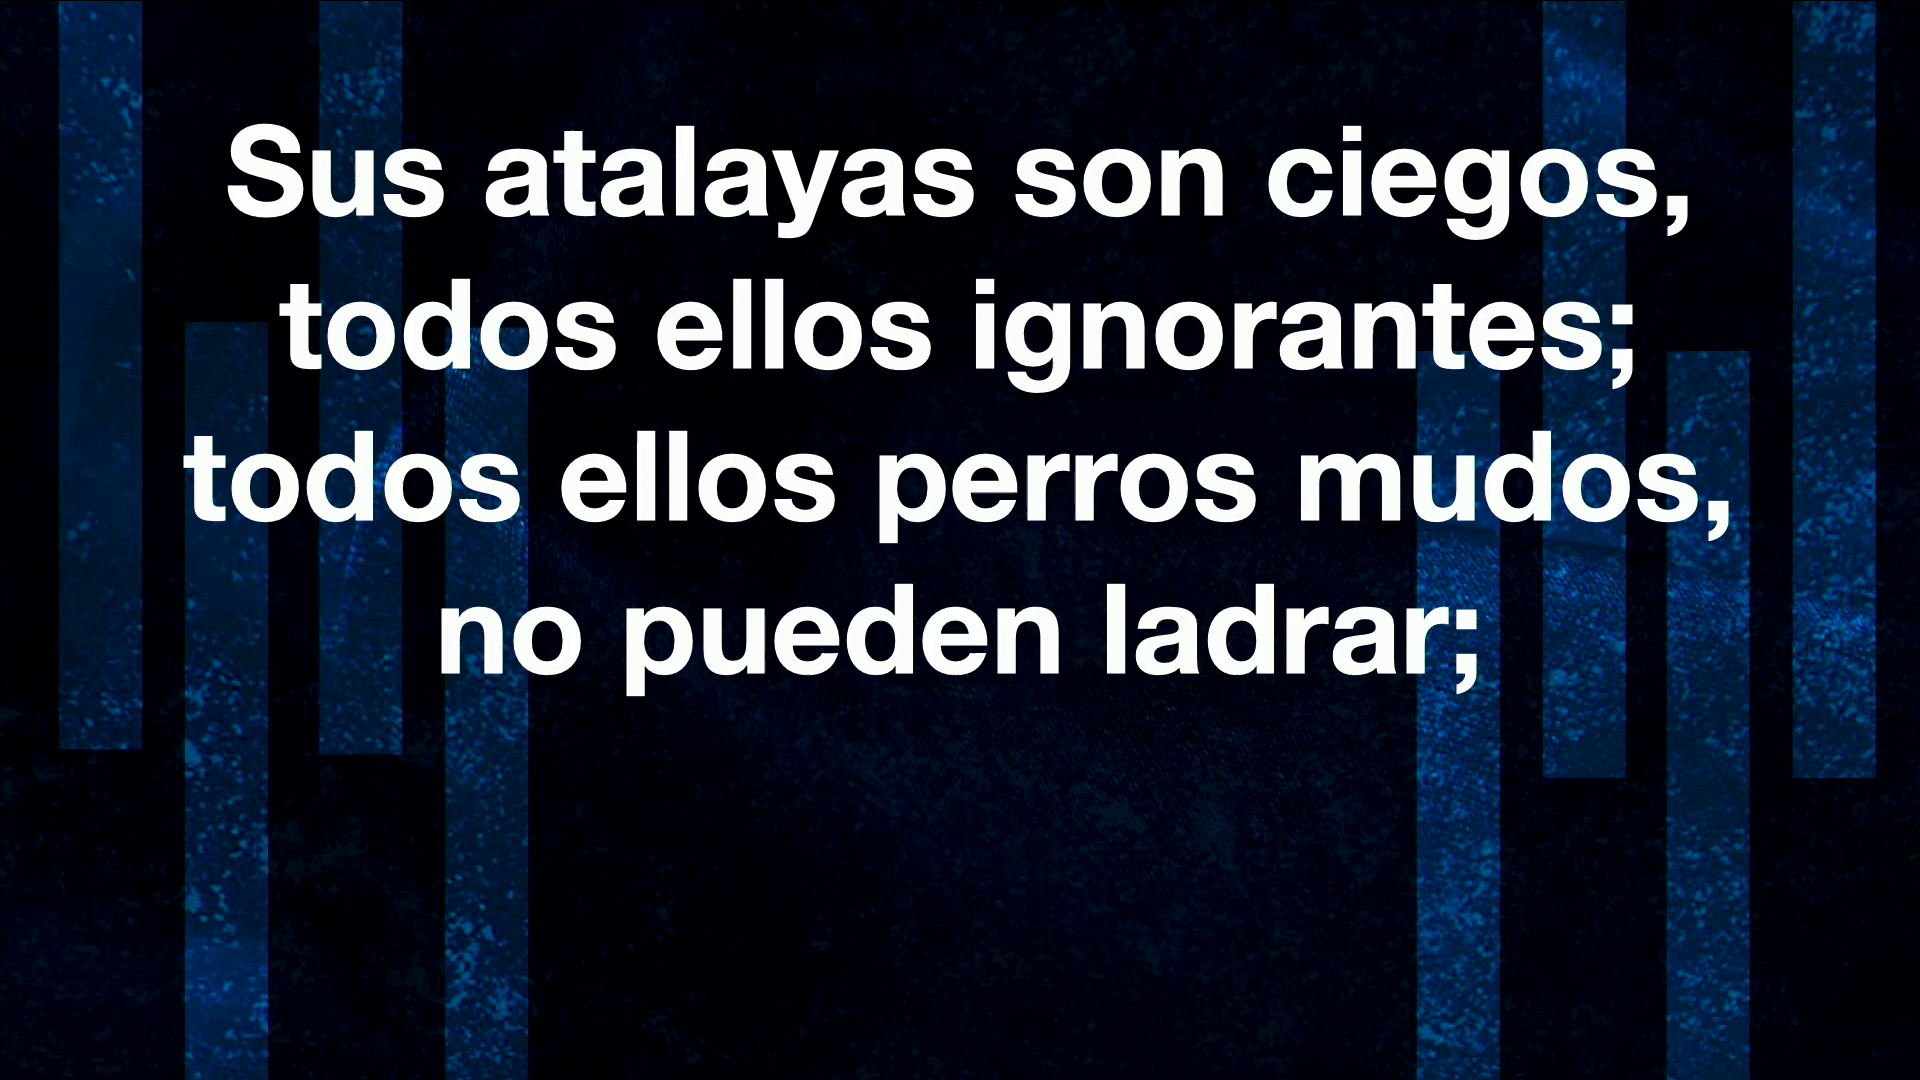 Sus atalayas son ciegos,
todos ellos ignorantes;
todos ellos perros mudos,
no pueden ladrar;